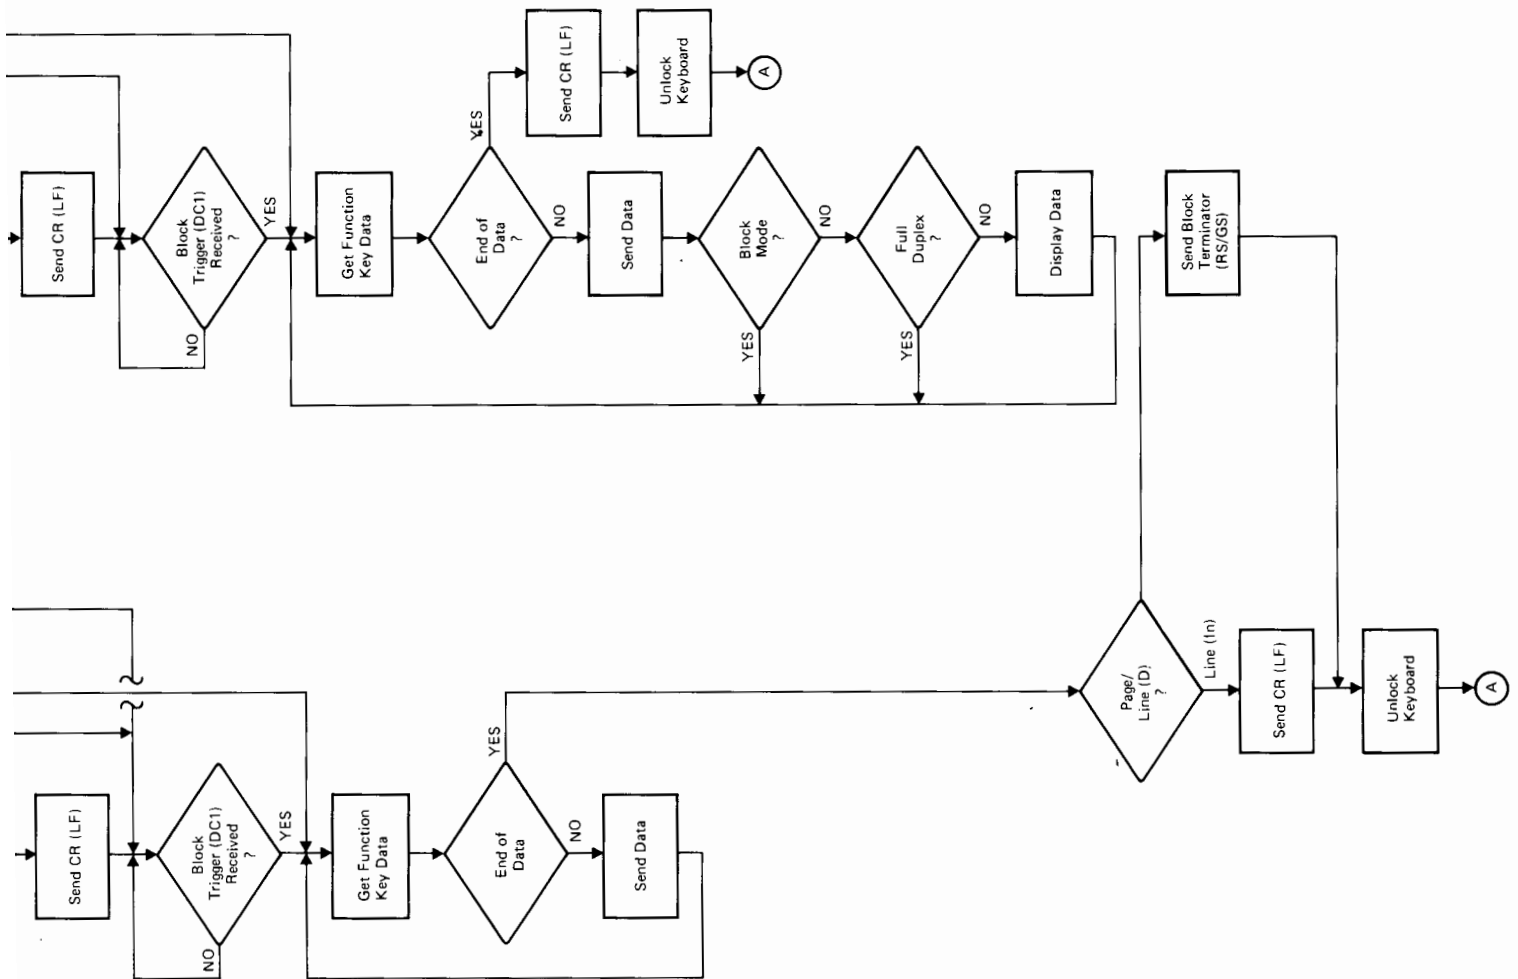 Send CR (LF)
Block
Trigger (DC1)
Received
?
NO
YES
Get Function
Key Data
End of
Data
?
YES
NO
Send CR (LF)
Unlock
Keyboard
A
Send Data
Block
Mode
?
YES
NO
Full
Duplex
?
YES
NO
Display Data
Send CR (LF)
Block
Trigger (DC1)
Received
?
NO
YES
Get Function
Key Data
End of
Data
YES
NO
Send Data
Page/
Line (D)
?
Line (In)
Send Block
Terminator
(RS/GS)
Send CR (LF)
Unlock
Keyboard
A